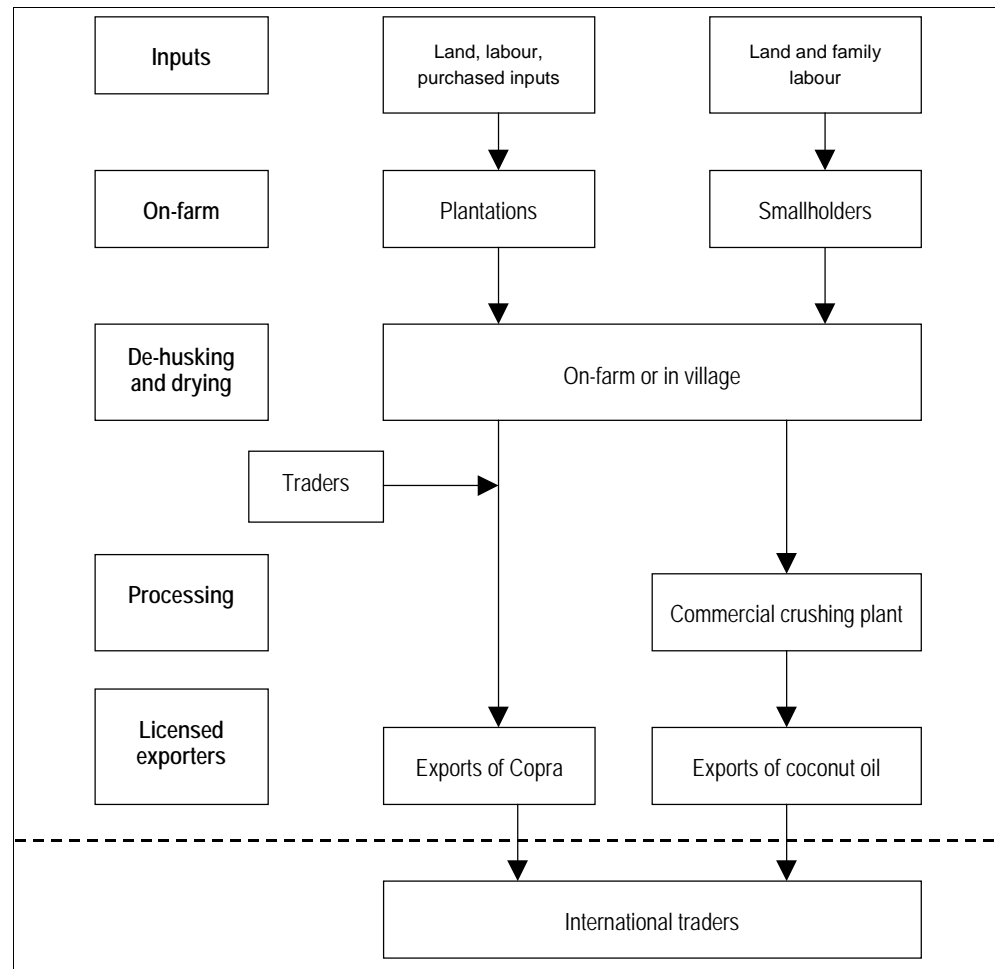 Inputs
Land, labour,
purchased inputs
Land and family
labour
On-farm
Plantations
Smallholders
De-husking
and drying
On-farm or in village
Traders
Processing
Commercial crushing plant
Licensed
exporters
Exports of Copra
Exports of coconut oil
International traders